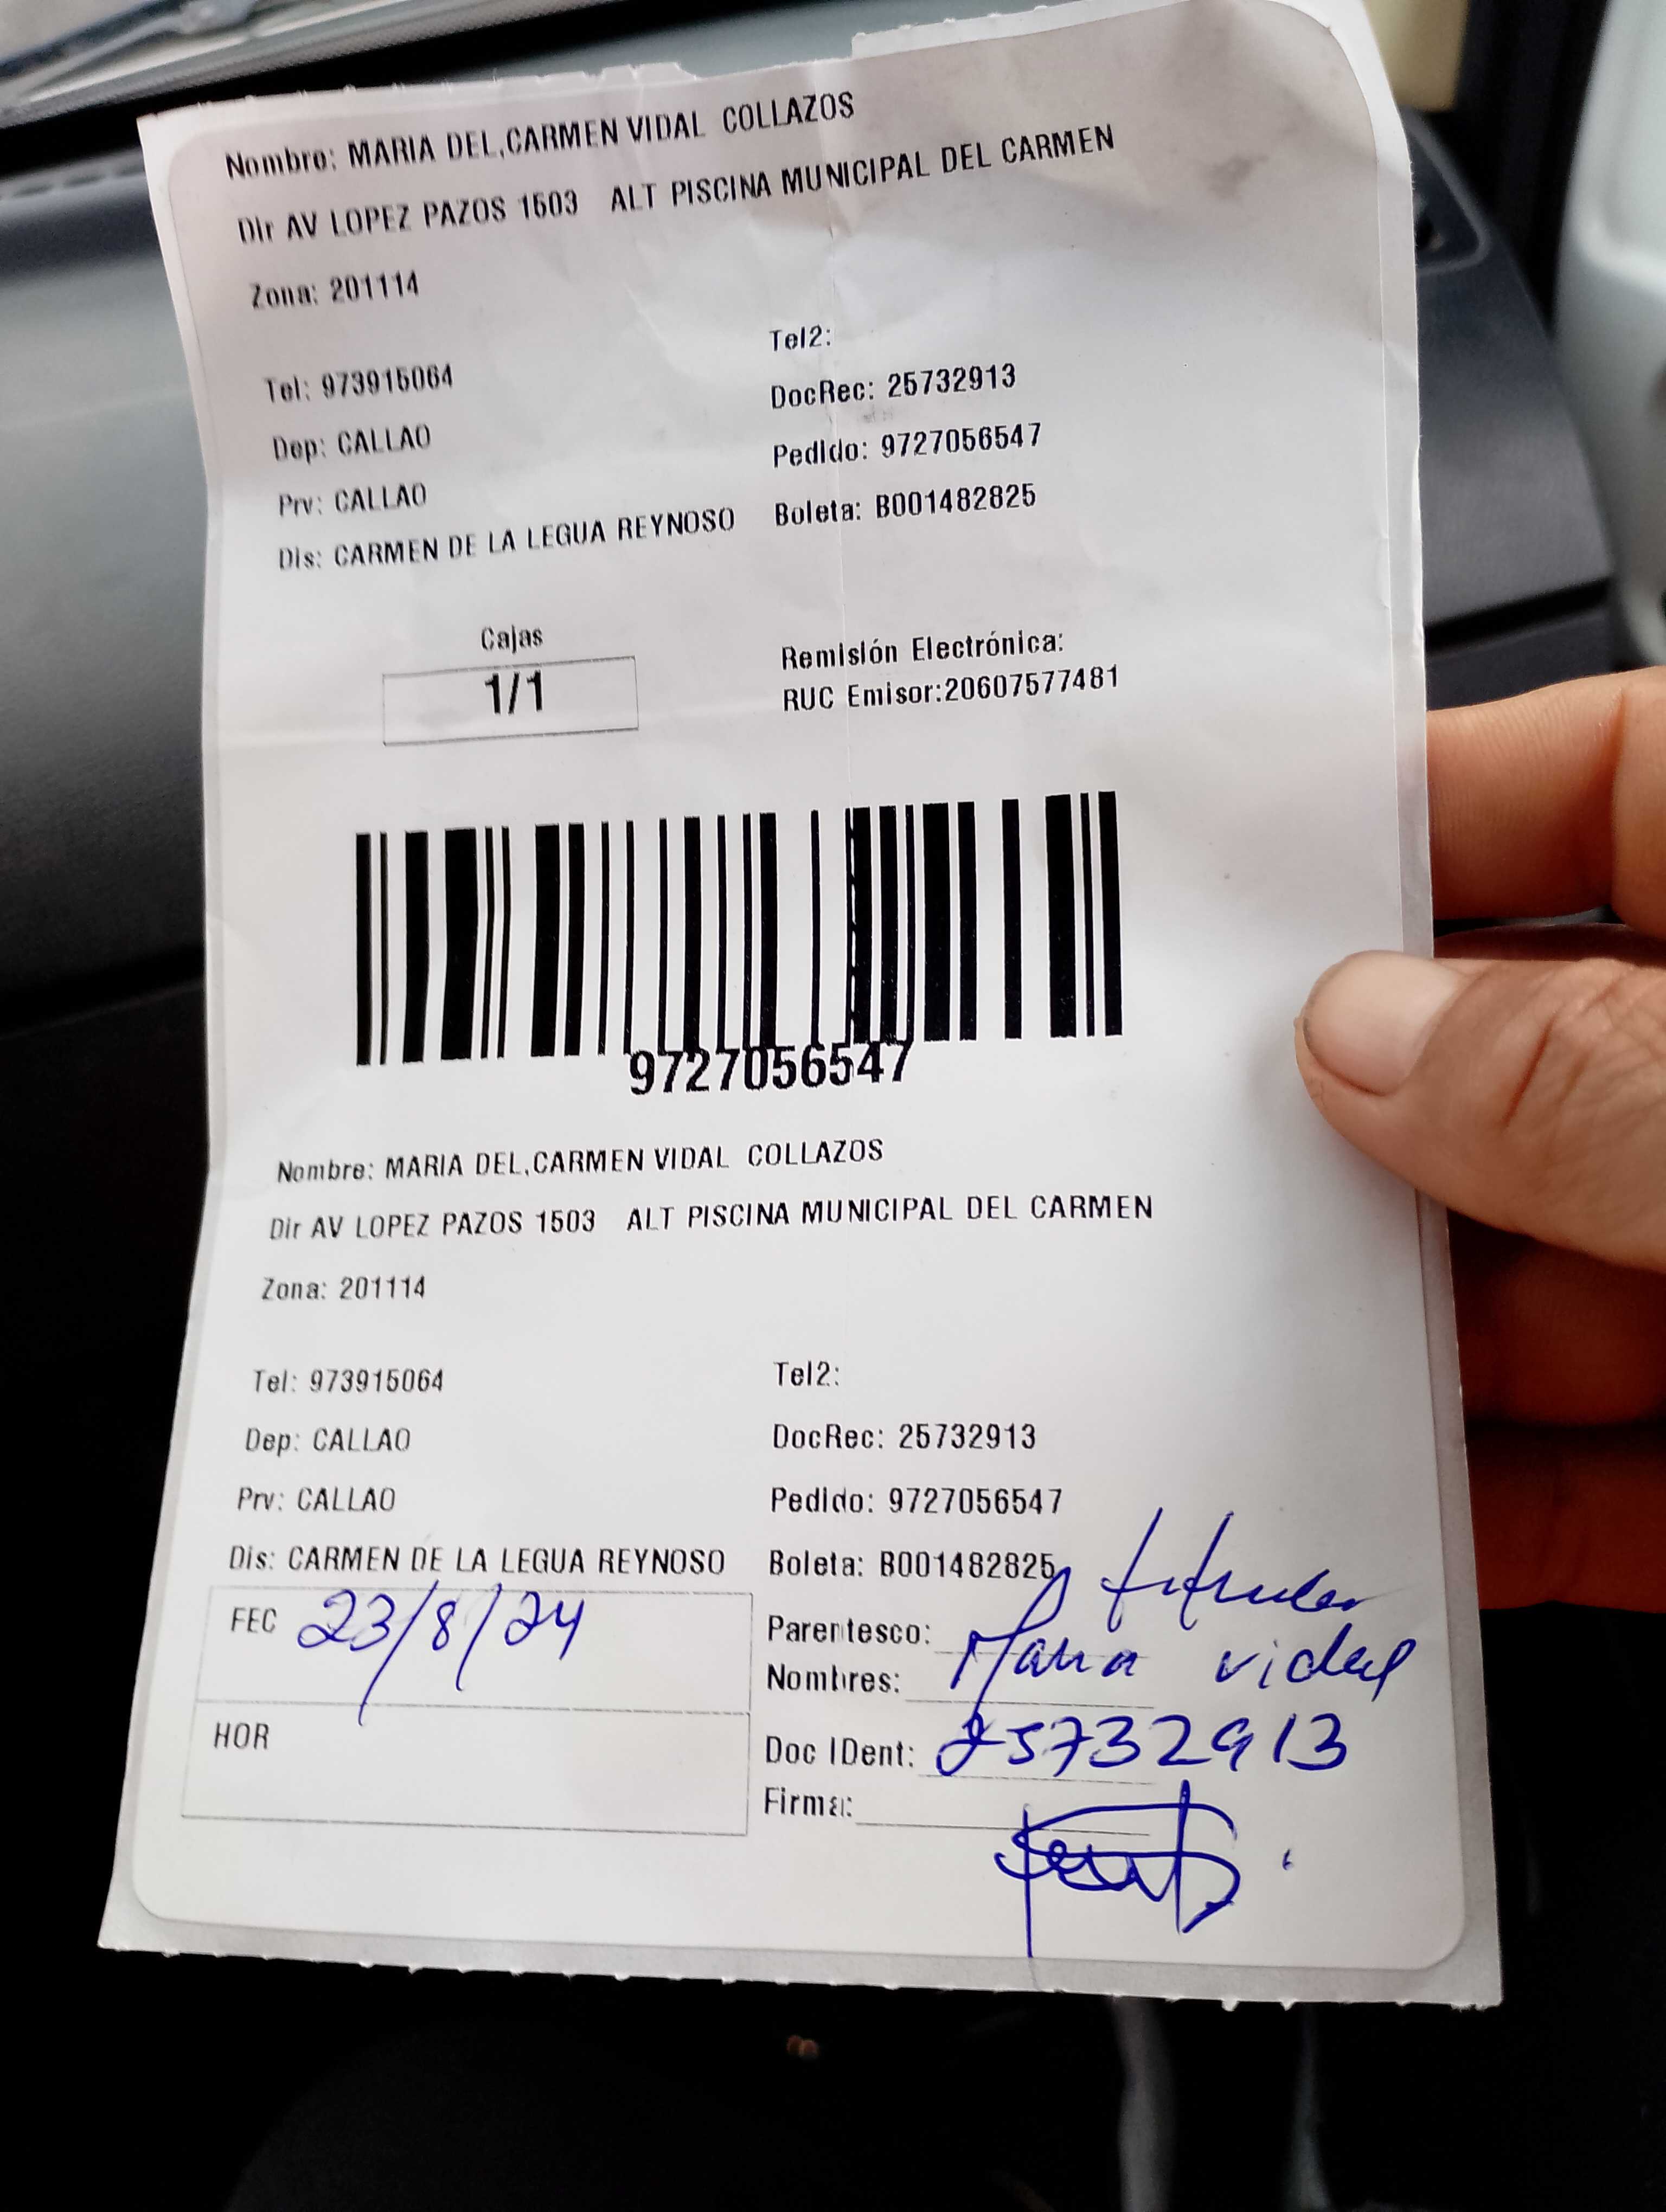 Nombre: MARIA DEL,CARMEN VIDAL COLLAZOS
Dir AV LOPEZ PAZOS 1503 ALT PISCINA MUNICIPAL DEL CARMEN
Zona: 201114
Tel2:
Tel: 973915064 DocRec: 25732913
Dep: CALLAO Pedido: 9727056547
Prv: CALLAO Boleta: B001482825
Dis: CARMEN DE LA LEGUA REYNOSO
Cajas
1/1
Remisión Electrónica:
RUC Emisor:20607577481
9727056547
Nombre: MARIA DEL,CARMEN VIDAL COLLAZOS
Dir AV LOPEZ PAZOS 1503 ALT PISCINA MUNICIPAL DEL CARMEN
Zona: 201114
Tel: 973915064 Tel2:
Dep: CALLAO DocRec: 25732913
Prv: CALLAO Pedido: 9727056547
Dis: CARMEN DE LA LEGUA REYNOSO Boleta: B001482825
FEC 23/8/24
HOR
Parentesco: titular
Nombres: Maria vidal
Doc IDent: 25732913
Firma: